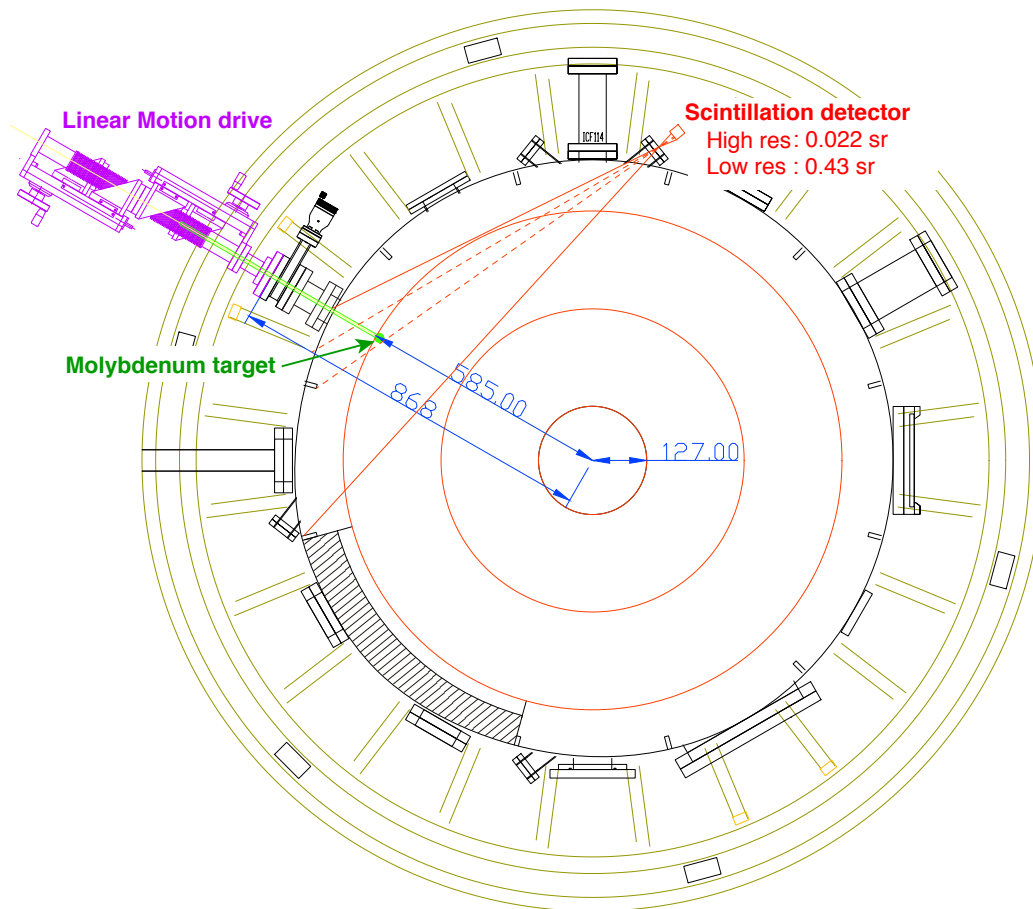 Scintillation detector
High res: 0.022 sr
Low res : 0.43 sr
Linear Motion drive
ICF114
Molybdenum target
585.00
868
127.00